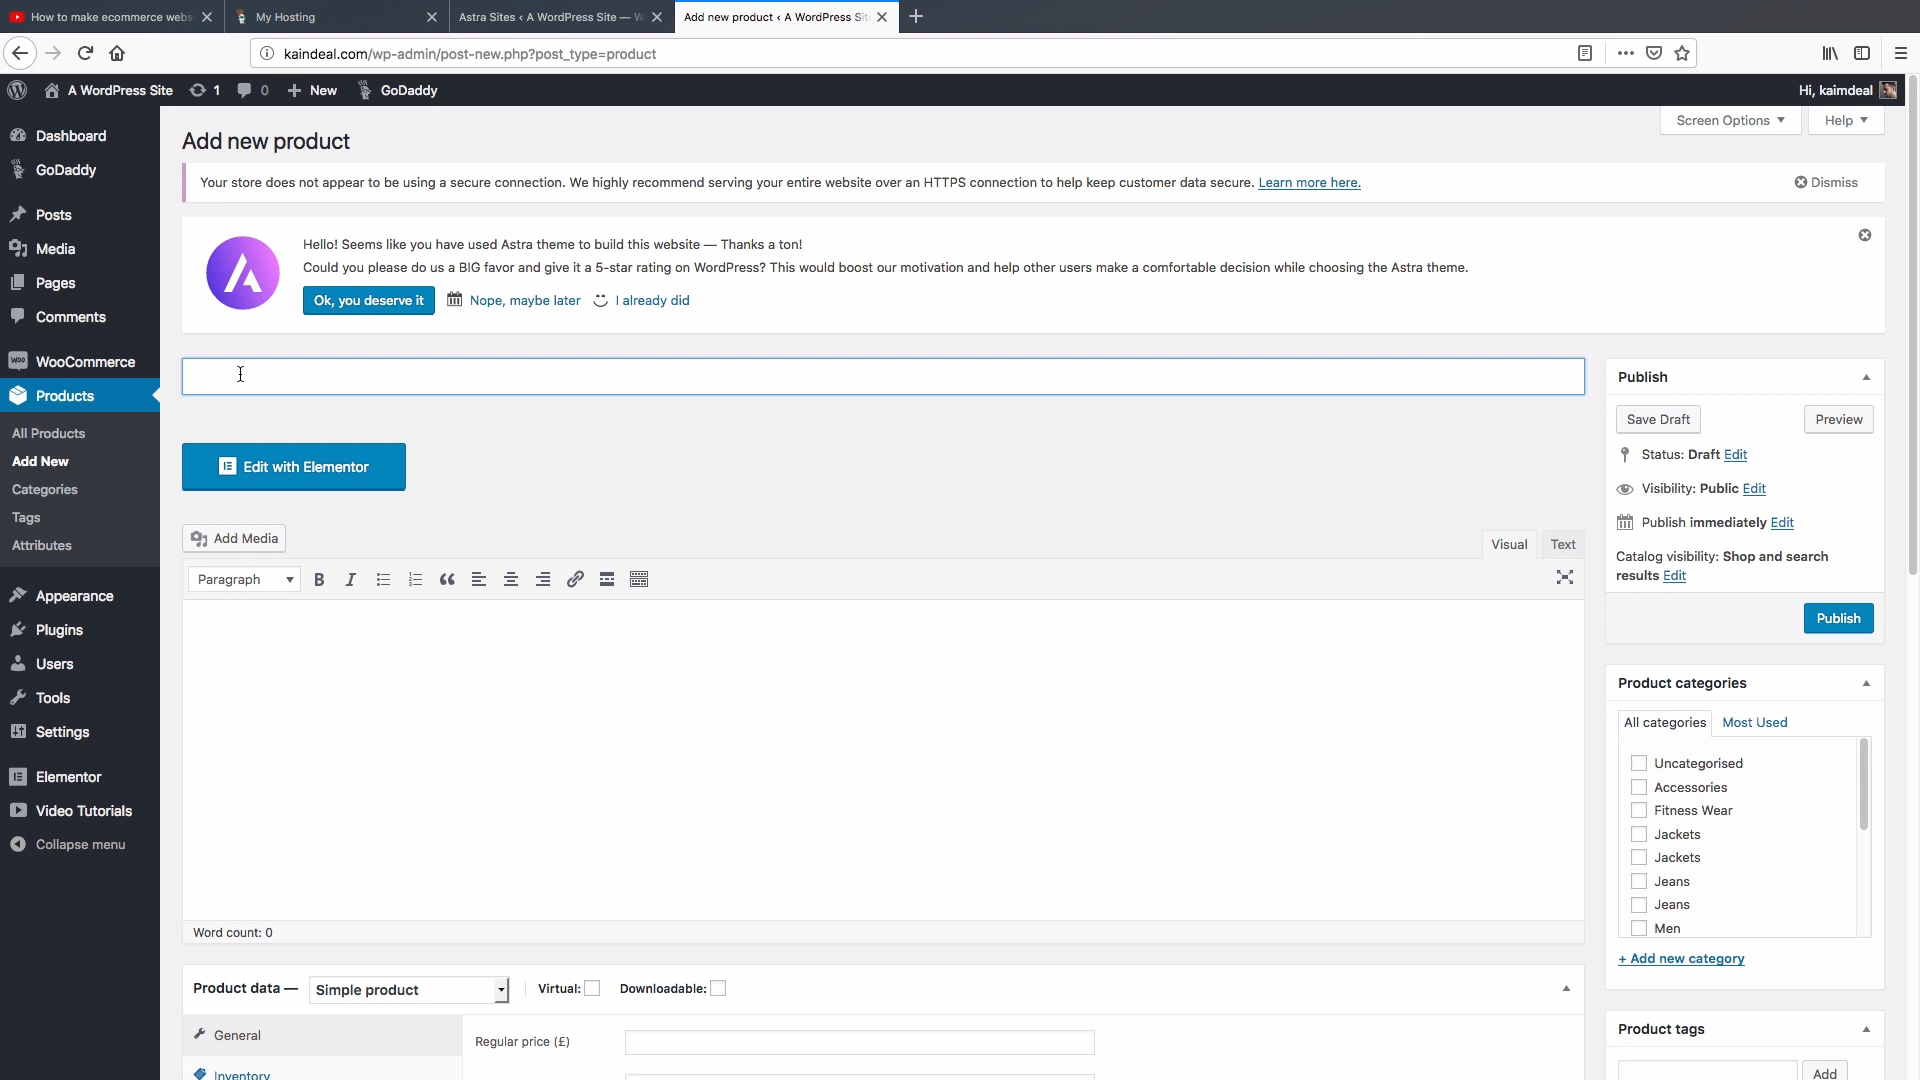 How to make ecommerce webs
My Hosting
Astra Sites ‹ A WordPress Site — W
Add new product ‹ A WordPress Sit
kaindeal.com/wp-admin/post-new.php?post_type=product
A WordPress Site
1
0
New
GoDaddy
Hi, kaimdeal
Dashboard
GoDaddy
Posts
Media
Pages
Comments
WOO
WooCommerce
Products
All Products
Add New
Categories
Tags
Attributes
Appearance
Plugins
Users
Tools
Settings
Elementor
Video Tutorials
Collapse menu
Screen Options
Help
Add new product
Your store does not appear to be using a secure connection. We highly recommend serving your entire website over an HTTPS connection to help keep customer data secure. Learn more here.
Dismiss
Hello! Seems like you have used Astra theme to build this website — Thanks a ton!
Could you please do us a BIG favor and give it a 5-star rating on WordPress? This would boost our motivation and help other users make a comfortable decision while choosing the Astra theme.
Ok, you deserve it
Nope, maybe later
I already did
Edit with Elementor
Add Media
Visual
Text
Paragraph
Word count: 0
Product data —
Simple product
Virtual:
Downloadable:
General
Inventory
Regular price (£)
Publish
Save Draft
Preview
Status: Draft Edit
Visibility: Public Edit
Publish immediately Edit
Catalog visibility: Shop and search
results Edit
Publish
Product categories
All categories
Most Used
Uncategorised
Accessories
Fitness Wear
Jackets
Jackets
Jeans
Jeans
Men
+ Add new category
Product tags
Add